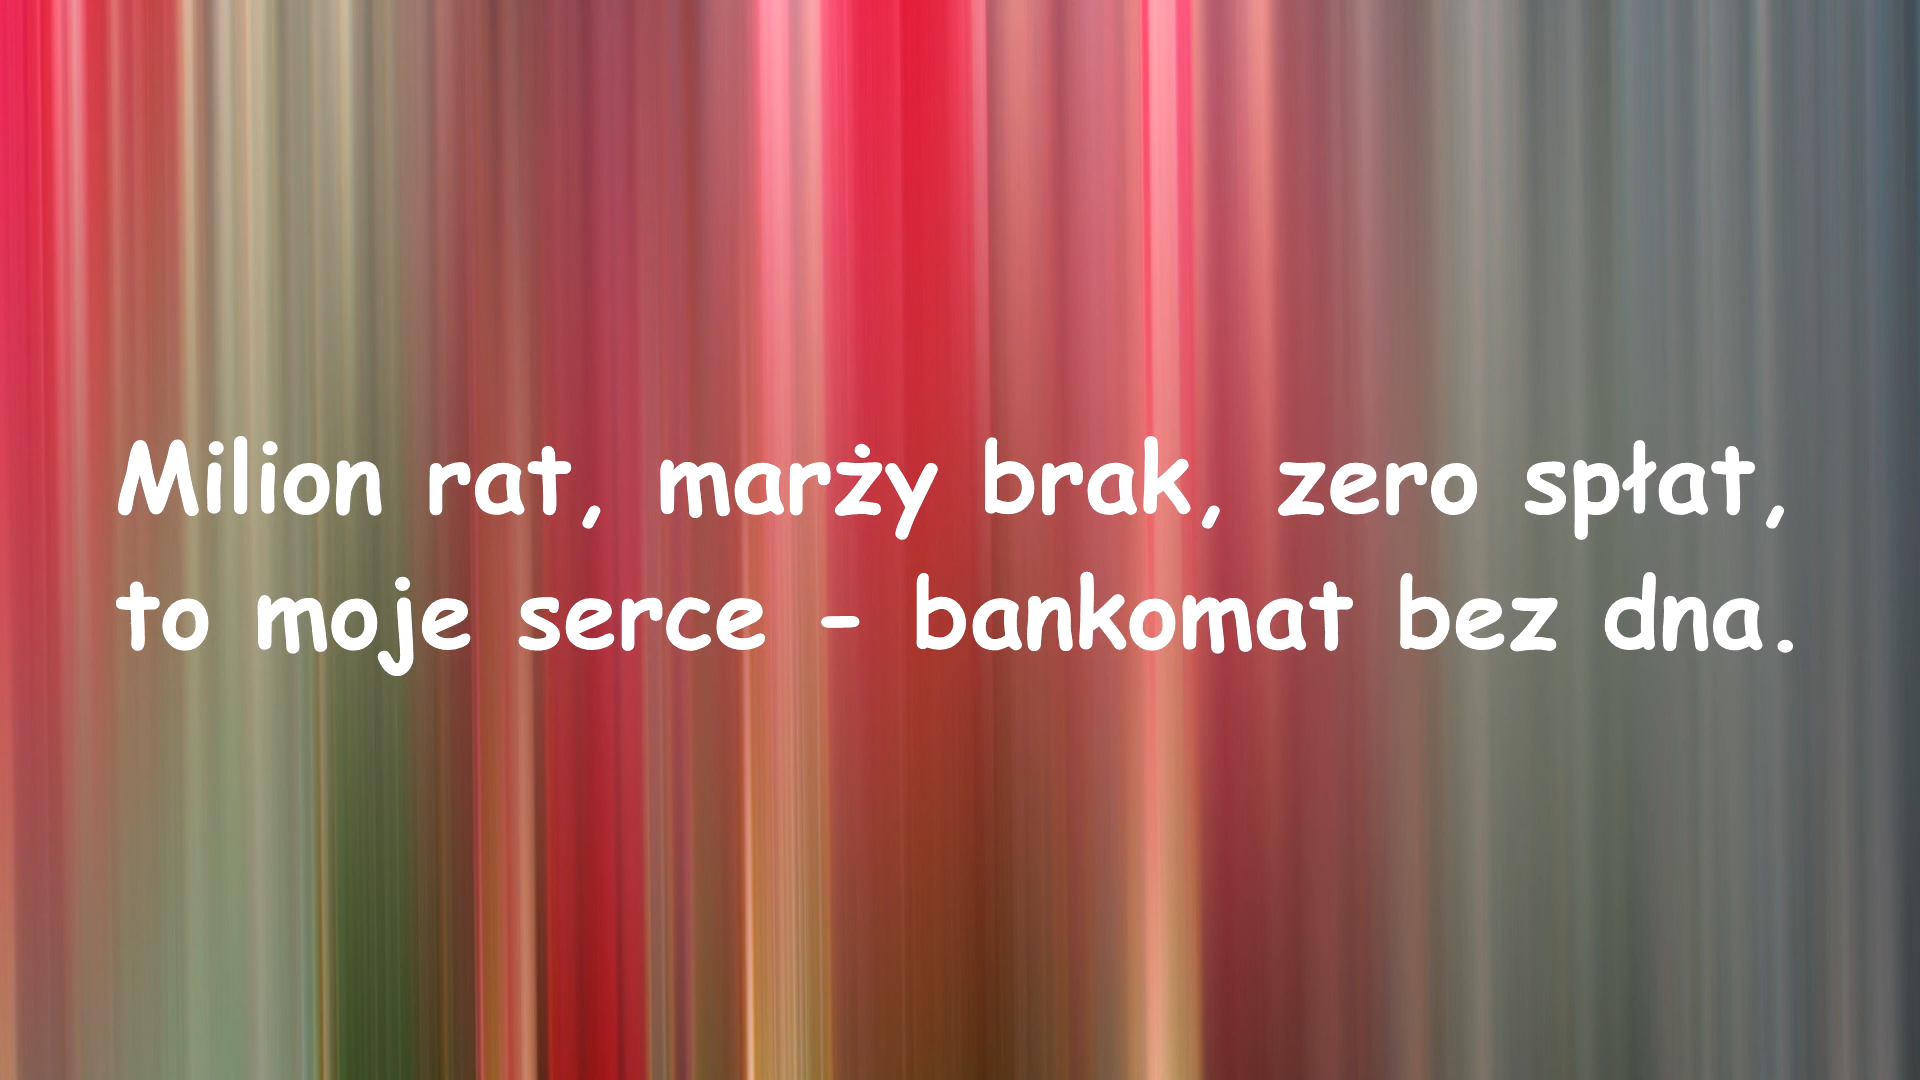 Milion rat, marży brak, zero spłat,
to moje serce - bankomat bez dna.